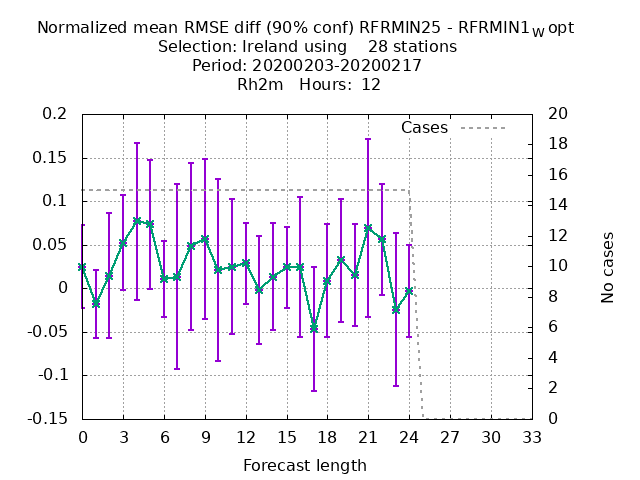 Normalized mean RMSE diff (90% conf) RFRMIN25 - RFRMIN1W opt
Selection: Ireland using    28 stations
Period: 20200203-20200217
Rh2m   Hours:  12
Cases
0.2
0.15
0.1
0.05
0
-0.05
-0.1
-0.15
20
18
16
14
12
10
8
6
4
2
0
No cases
0 3 6 9 12 15 18 21 24 27 30 33
Forecast length